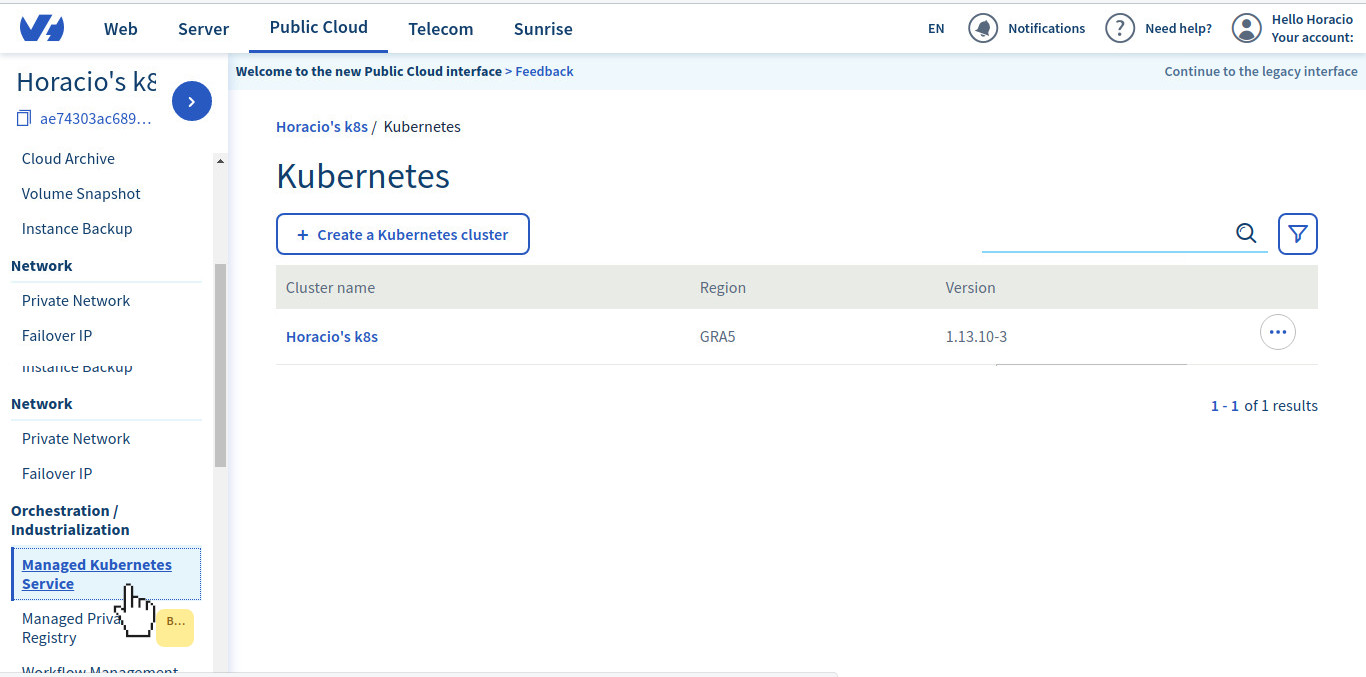 Web
Server
Public Cloud
Telecom
Sunrise
EN
Notifications
?
Need help?
Hello Horacio
Your account:
Horacio's k8s
ae74303ac689...
Welcome to the new Public Cloud interface > Feedback
Continue to the legacy interface
Cloud Archive
Volume Snapshot
Instance Backup
Network
Private Network
Failover IP
Instance Backup
Network
Private Network
Failover IP
Orchestration /
Industrialization
Managed Kubernetes
Service
Managed Priva
Registry
B...
Workflow Management
Horacio's k8s / Kubernetes
Kubernetes
+ Create a Kubernetes cluster
Cluster name Region Version
Horacio's k8s GRA5 1.13.10-3
1 - 1 of 1 results